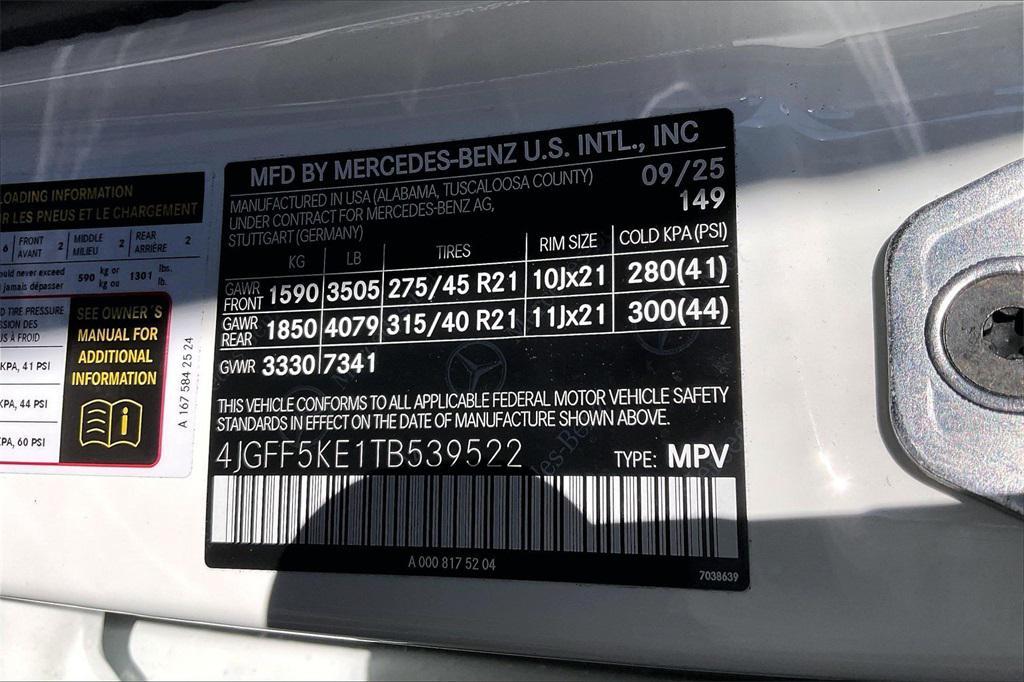 LOADING INFORMATION
R LES PNEUS ET LE CHARGEMENT
6 FRONT AVANT 2 MIDDLE MILIEU 2 REAR ARRIÈRE 2
ould never exceed
jamais dépasser 590 kg or kg ou 1301 lbs. lb.
D TIRE PRESSURE
SSION DES
S À FROID
KPA, 41 PSI
KPA, 44 PSI
KPA, 60 PSI
SEE OWNER´S
MANUAL FOR
ADDITIONAL
INFORMATION
A 167 584 25 24
MFD BY MERCEDES-BENZ U.S. INTL., INC
MANUFACTURED IN USA (ALABAMA, TUSCALOOSA COUNTY) 09/25
UNDER CONTRACT FOR MERCEDES-BENZ AG, 149
STUTTGART (GERMANY)
KG LB TIRES RIM SIZE COLD KPA (PSI)
GAWR FRONT 1590 3505 275/45 R21 10Jx21 280(41)
GAWR REAR 1850 4079 315/40 R21 11Jx21 300(44)
GVWR 3330 7341
THIS VEHICLE CONFORMS TO ALL APPLICABLE FEDERAL MOTOR VEHICLE SAFETY
STANDARDS IN EFFECT ON THE DATE OF MANUFACTURE SHOWN ABOVE.
4JGFF5KE1TB539522 TYPE: MPV
A 000 817 52 04
7038639